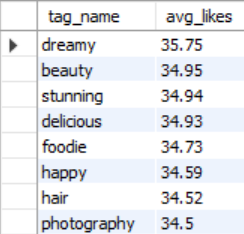 tag_name avg_likes
dreamy 35.75
beauty 34.95
stunning 34.94
delicious 34.93
foodie 34.73
happy 34.59
hair 34.52
photography 34.5